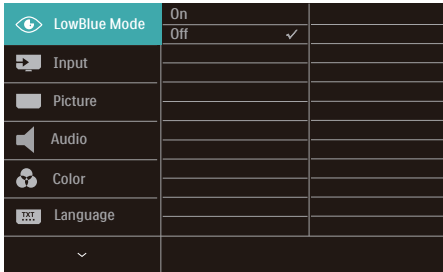 LowBlue Mode
On
Off
Input
Picture
Audio
Color
TXT
Language